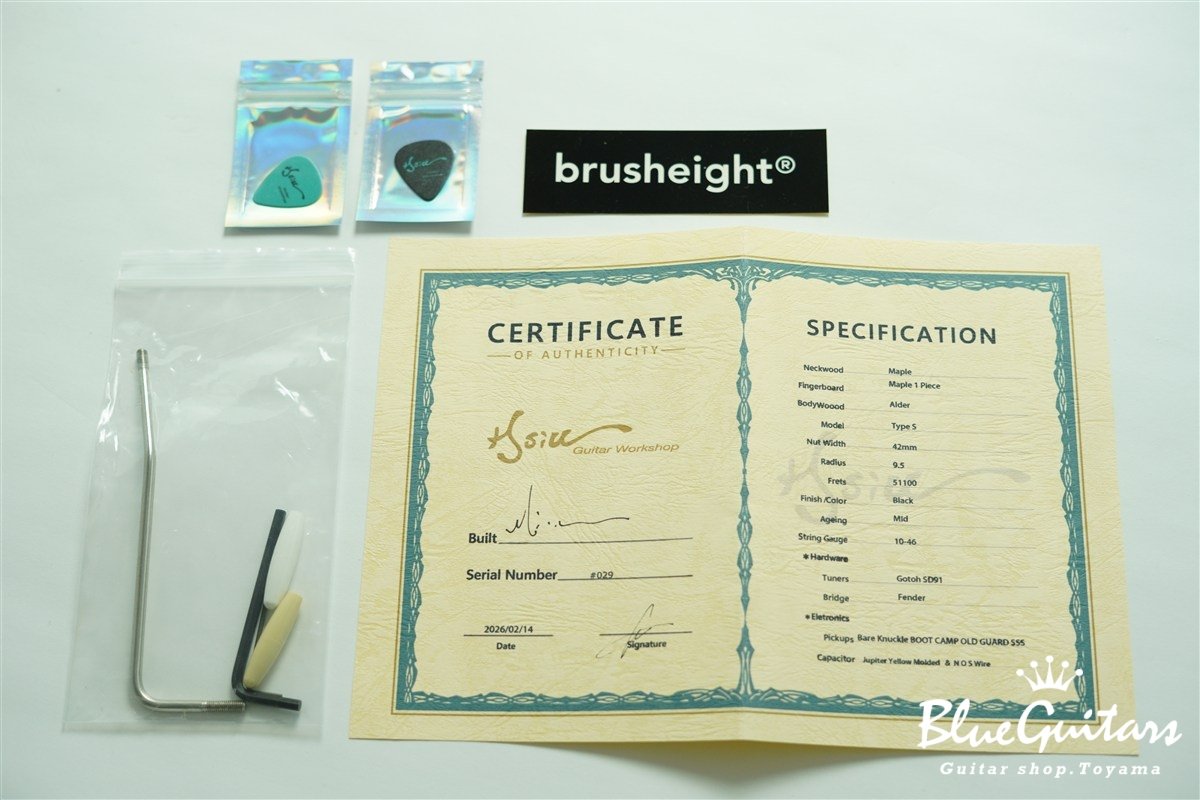 brusheight®
CERTIFICATE
OF AUTHENTICITY
Guitar Workshop
Built
Serial Number #029
2026/02/14
Date
Signature
SPECIFICATION
Neckwood Maple
Fingerboard Maple 1 Piece
BodyWoood Alder
Model Type S
Nut Width 42mm
Radius 9.5
Frets 51100
Finish /Color Black
Ageing Mid
String Gauge 10-46
＊Hardware
Tuners Gotoh SD91
Bridge Fender
＊Eletronics
Pickups Bare Knuckle BOOT CAMP OLD GUARD SSS
Capacitor Jupiter Yellow Molded & N.O.S Wire
BlueGuitars
Guitar shop.Toyama